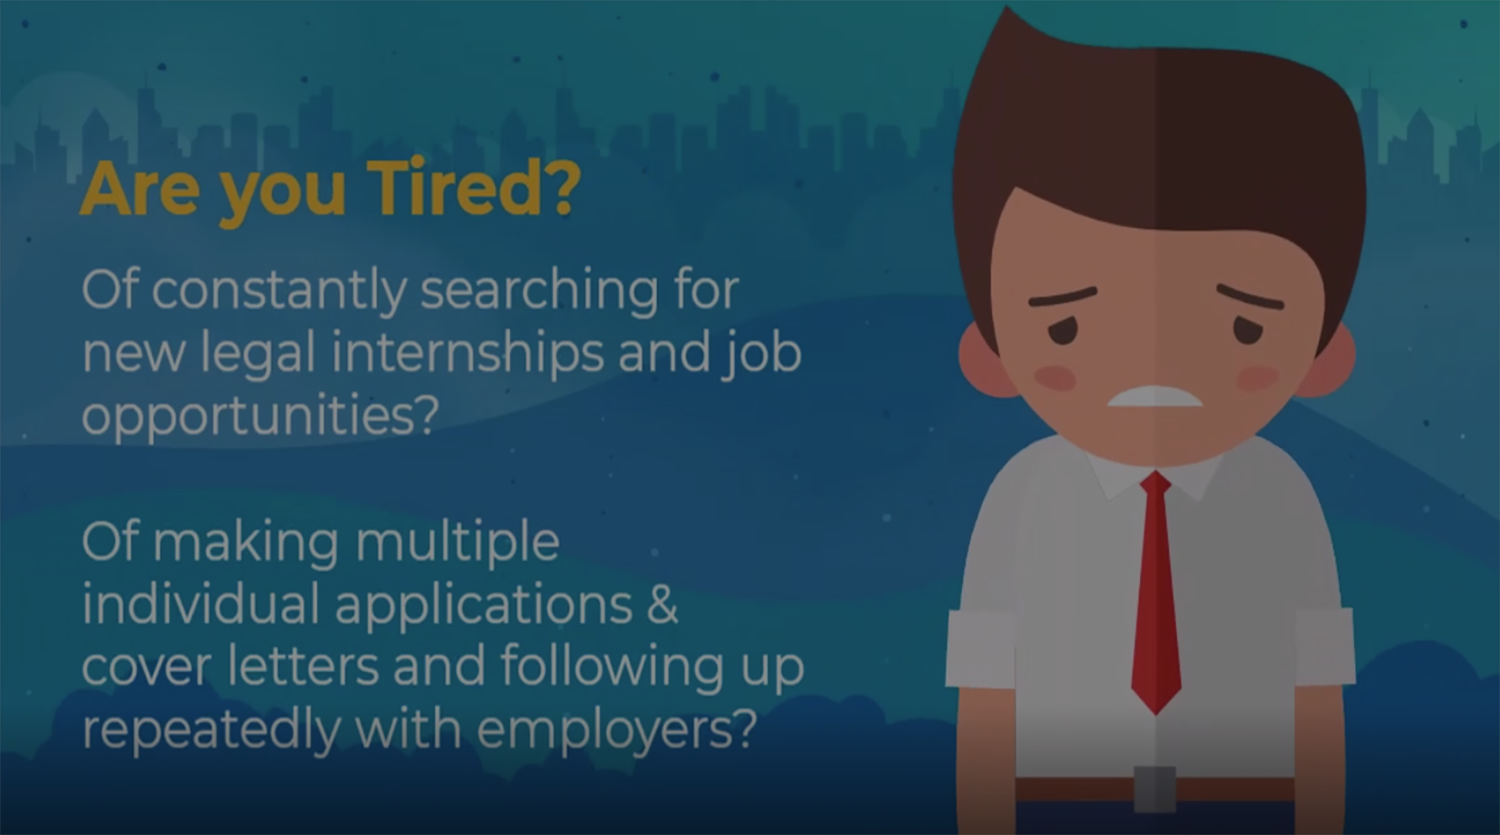 Are you Tired?
Of constantly searching for
new legal internships and job
opportunities?
Of making multiple
individual applications &
cover letters and following up
repeatedly with employers?